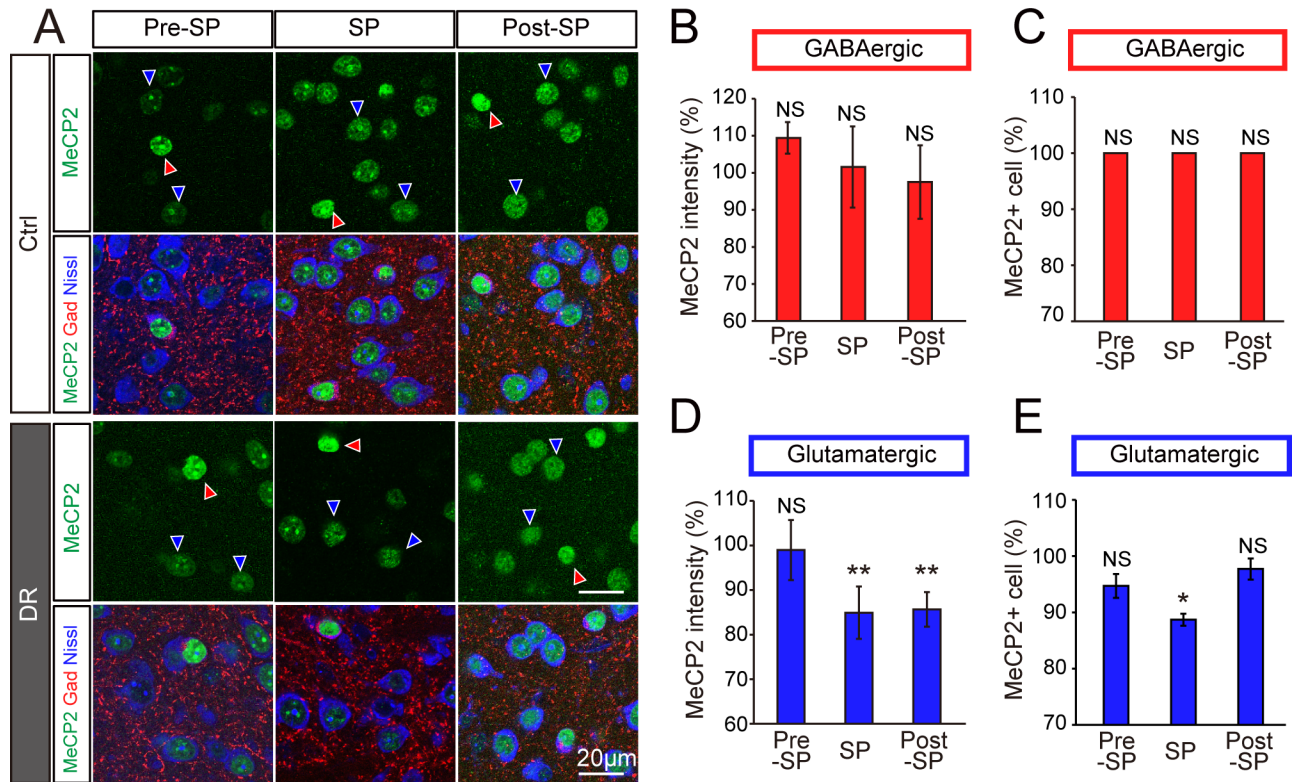 A
Pre-SP
SP
Post-SP
Ctrl
MeCP2
MeCP2 Gad Nissl
DR
MeCP2
MeCP2 Gad Nissl
20μm
B
GABAergic
MeCP2 intensity (%)
120
110
100
90
80
70
60
NS
NS
NS
Pre
-SP
SP
Post
-SP
C
GABAergic
MeCP2+ cell (%)
110
100
90
80
70
NS
NS
NS
Pre
-SP
SP
Post
-SP
D
Glutamatergic
MeCP2 intensity (%)
110
100
90
80
70
60
NS
**
**
Pre
-SP
SP
Post
-SP
E
Glutamatergic
MeCP2+ cell (%)
110
100
90
80
70
NS
*
NS
Pre
-SP
SP
Post
-SP